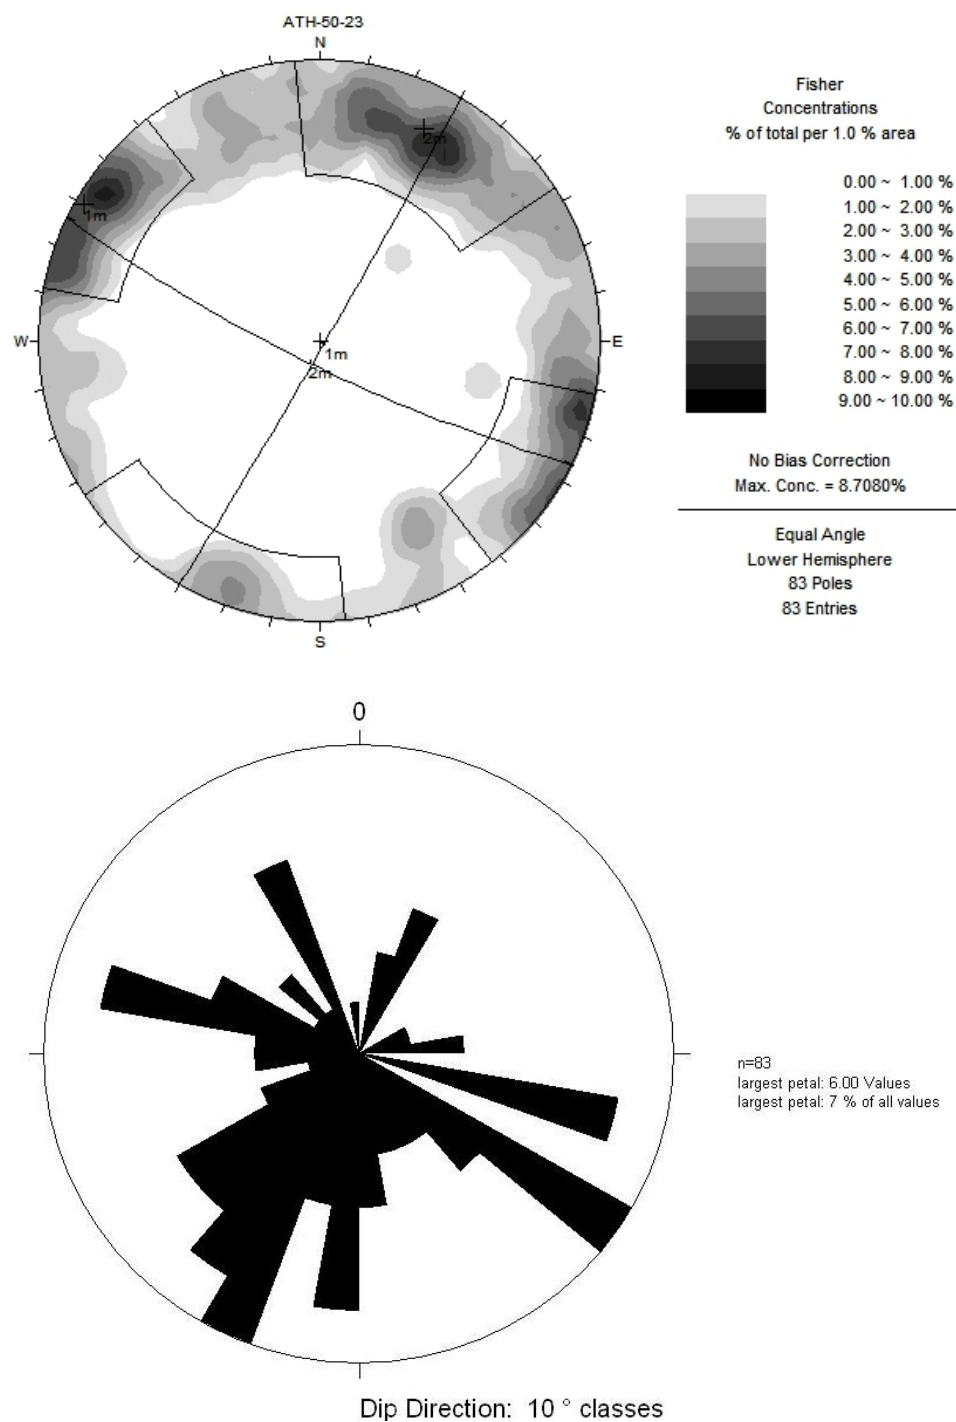 ATH-50-23
N
Fisher
Concentrations
% of total per 1.0 % area
0.00 ~ 1.00 %
1.00 ~ 2.00 %
2.00 ~ 3.00 %
3.00 ~ 4.00 %
4.00 ~ 5.00 %
5.00 ~ 6.00 %
6.00 ~ 7.00 %
7.00 ~ 8.00 %
8.00 ~ 9.00 %
9.00 ~ 10.00 %
2m
1m
W
E
1m
2m
No Bias Correction
Max. Conc. = 8.7080%
Equal Angle
Lower Hemisphere
83 Poles
83 Entries
S
0
n=83
largest petal: 6.00 Values
largest petal: 7 % of all values
Dip Direction: 10 ° classes